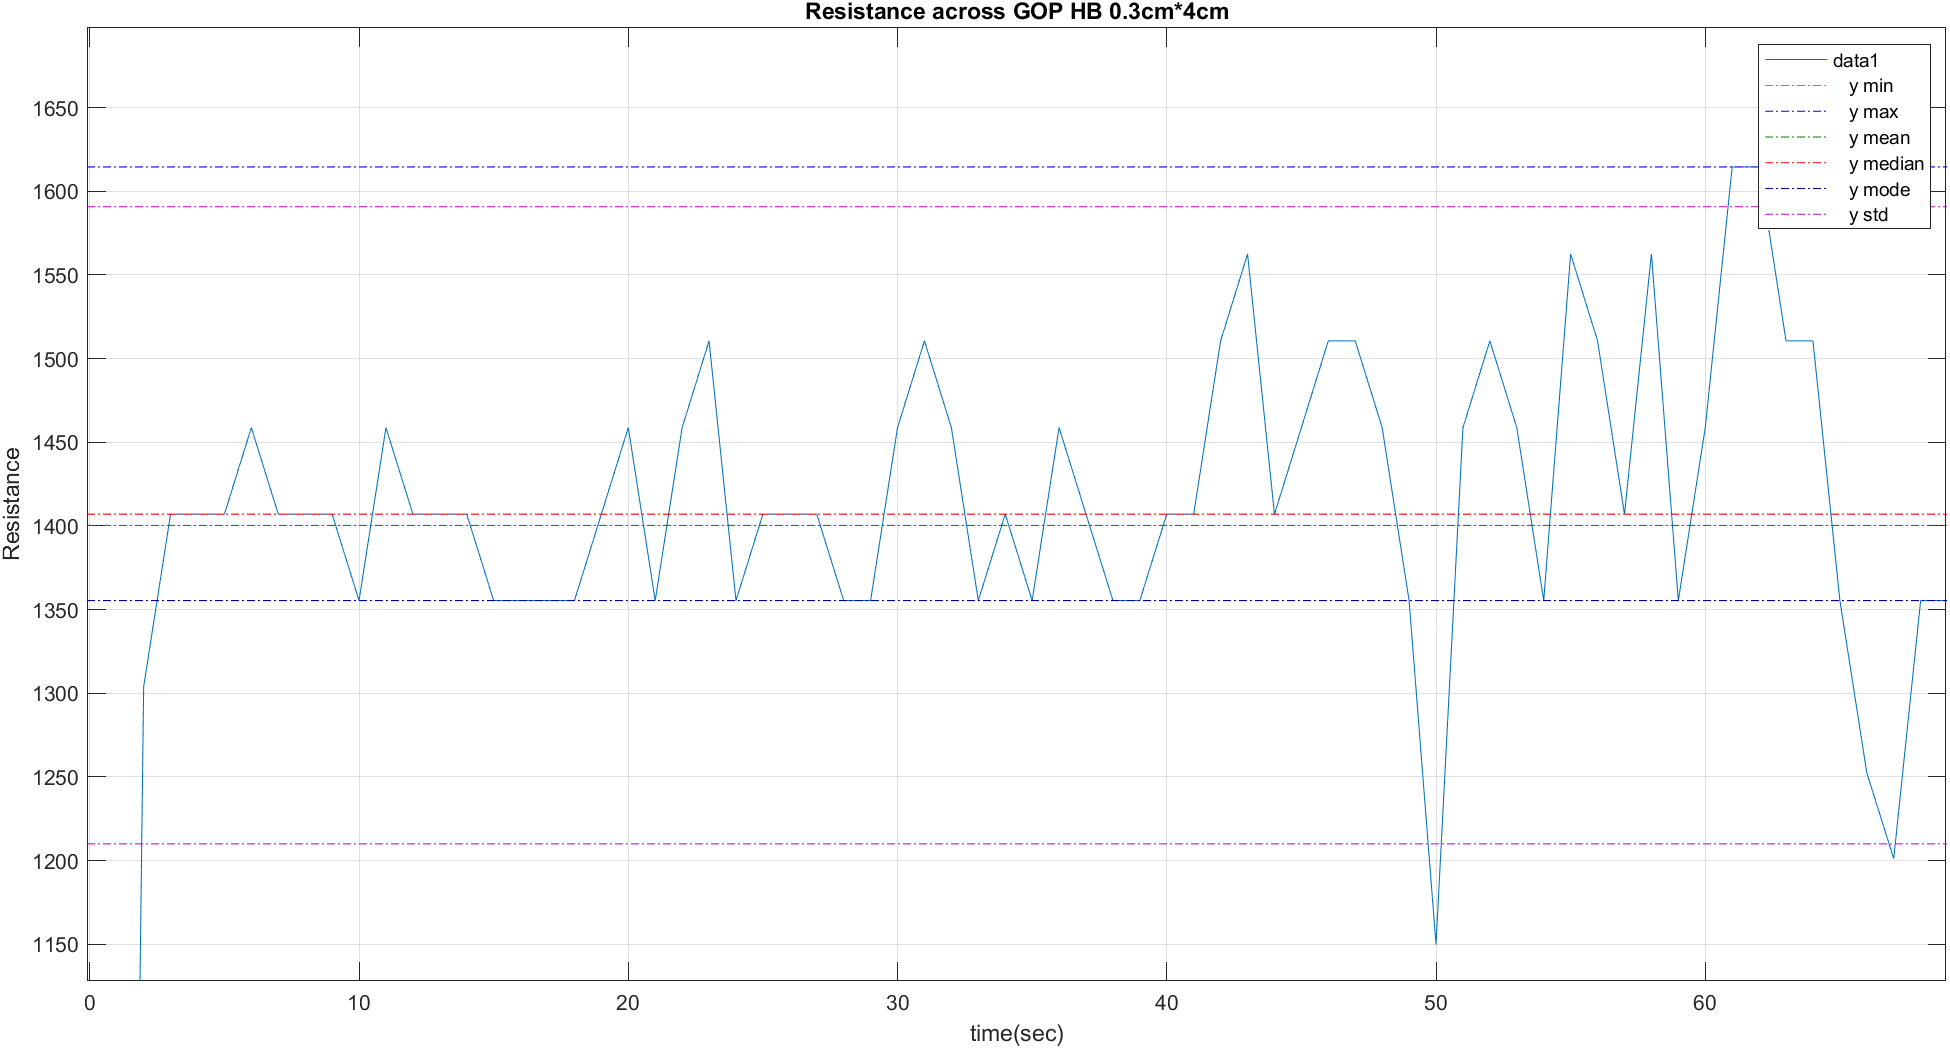 Resistance across GOP HB 0.3cm*4cm
data1
y min
y max
y mean
y median
y mode
y std
Resistance
1650
1600
1550
1500
1450
1400
1350
1300
1250
1200
1150
0 10 20 30 40 50 60
time(sec)